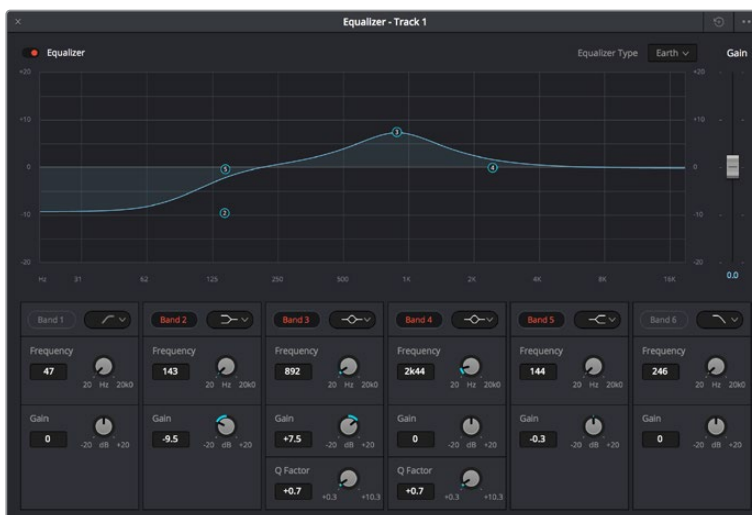 Equalizer - Track 1
Equalizer
Equalizer Type Earth Gain
+20 +20
+10 +10
0 0
-10 -10
-20 -20
3
5 4
2
Hz 31 62 125 250 500 1K 2K 4K 8K 16K
0.0
Band 1 Band 2 Band 3 Band 4 Band 5 Band 6
Frequency Frequency Frequency Frequency Frequency Frequency
47 143 892 2k44 144 246
20 Hz 20k0 20 Hz 20k0 20 Hz 20k0 20 Hz 20k0 20 Hz 20k0 20 Hz 20k0
Gain Gain Gain Gain Gain Gain
0 -9.5 +7.5 0 -0.3 0
-20 dB +20 -20 dB +20 -20 dB +20 -20 dB +20 -20 dB +20 -20 dB +20
Q Factor Q Factor
+0.7 +0.7
+0.3 +10.3 +0.3 +10.3